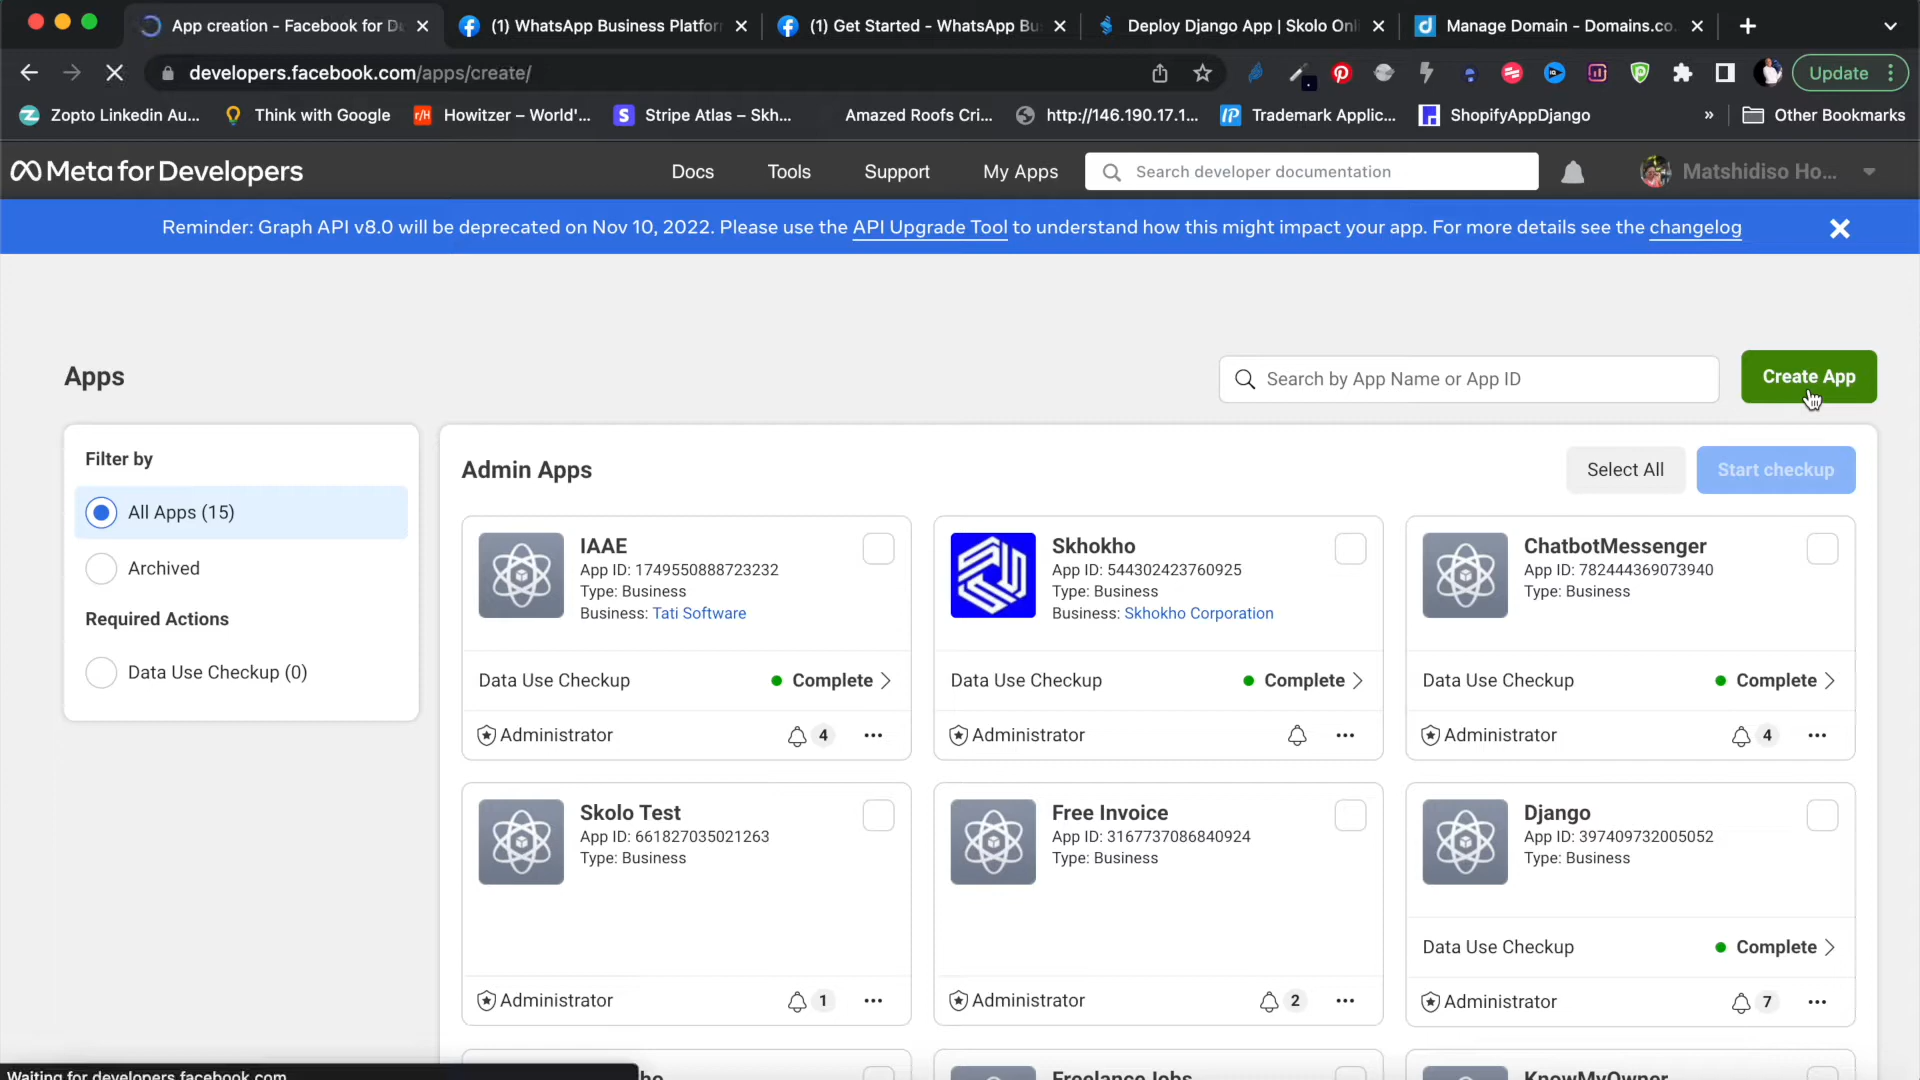 App creation - Facebook for De
(1) WhatsApp Business Platfor
(1) Get Started - WhatsApp Bu
Deploy Django App | Skolo Onl
Manage Domain - Domains.co.
developers.facebook.com/apps/create/
Update
Zopto Linkedin Au...
Think with Google
Howitzer – World'...
Stripe Atlas – Skh...
Amazed Roofs Cri...
http://146.190.17.1...
Trademark Applic...
ShopifyAppDjango
»
Other Bookmarks
Meta for Developers
Docs
Tools
Support
My Apps
Search developer documentation
Matshidiso Ho...
Reminder: Graph API v8.0 will be deprecated on Nov 10, 2022. Please use the API Upgrade Tool to understand how this might impact your app. For more details see the changelog
Apps
Search by App Name or App ID
Create App
Filter by
All Apps (15)
Archived
Required Actions
Data Use Checkup (0)
Admin Apps
Select All
Start checkup
IAAE
App ID: 1749550888723232
Type: Business
Business: Tati Software
Data Use Checkup
Complete
Administrator
4
Skhokho
App ID: 544302423760925
Type: Business
Business: Skhokho Corporation
Data Use Checkup
Complete
Administrator
ChatbotMessenger
App ID: 782444369073940
Type: Business
Data Use Checkup
Complete
Administrator
4
Skolo Test
App ID: 661827035021263
Type: Business
Administrator
1
Free Invoice
App ID: 3167737086840924
Type: Business
Administrator
2
Django
App ID: 397409732005052
Type: Business
Data Use Checkup
Complete
Administrator
7
ho
Freelance Jobs
KnowMyOwner
Waiting for developers.facebook.com